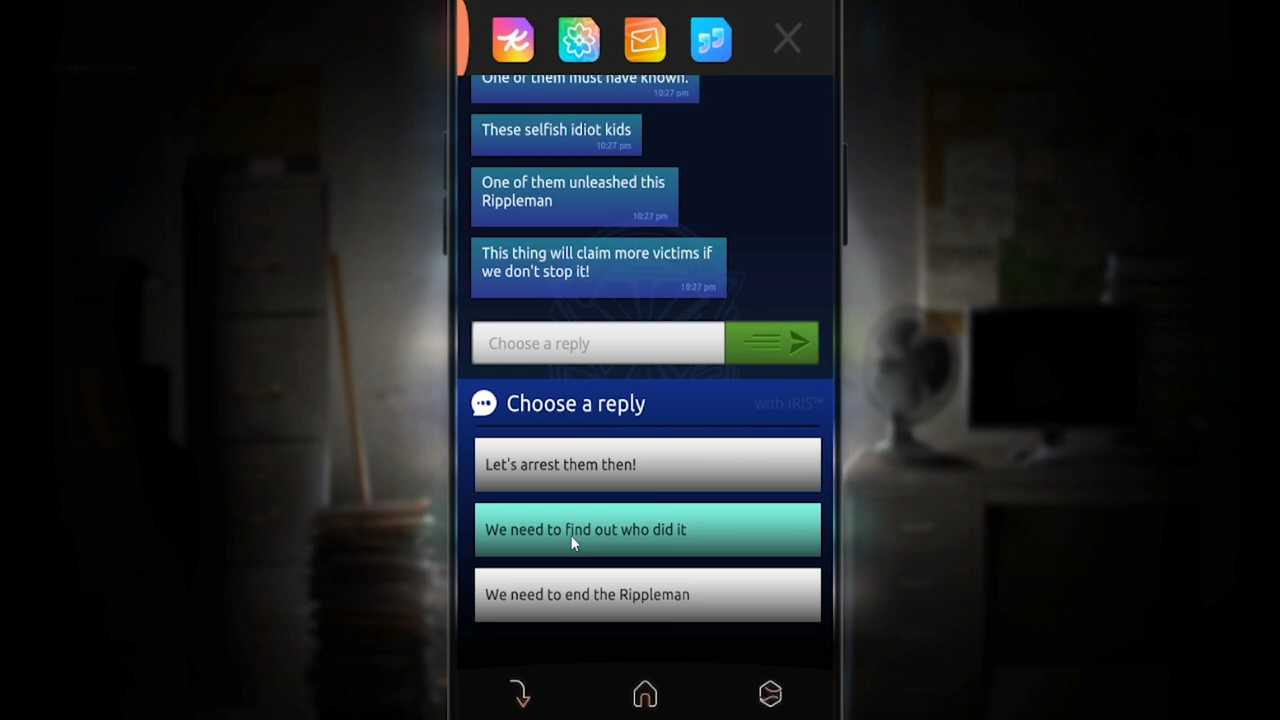 One of them must have known.
10:27 pm
These selfish idiot kids
10:27 pm
One of them unleashed this
Rippleman
10:27 pm
This thing will claim more victims if
we don't stop it!
10:27 pm
Choose a reply
Choose a reply
with IRIS™
Let's arrest them then!
We need to find out who did it
We need to end the Rippleman